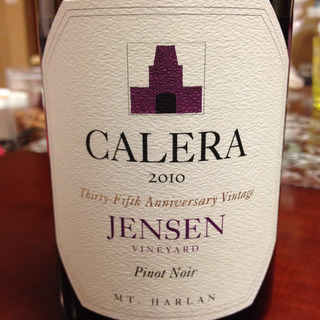 CALERA
2010
Thirty-Fifth Anniversary Vintage
JENSEN
VINEYARD
Pinot Noir
MT. HARLAN